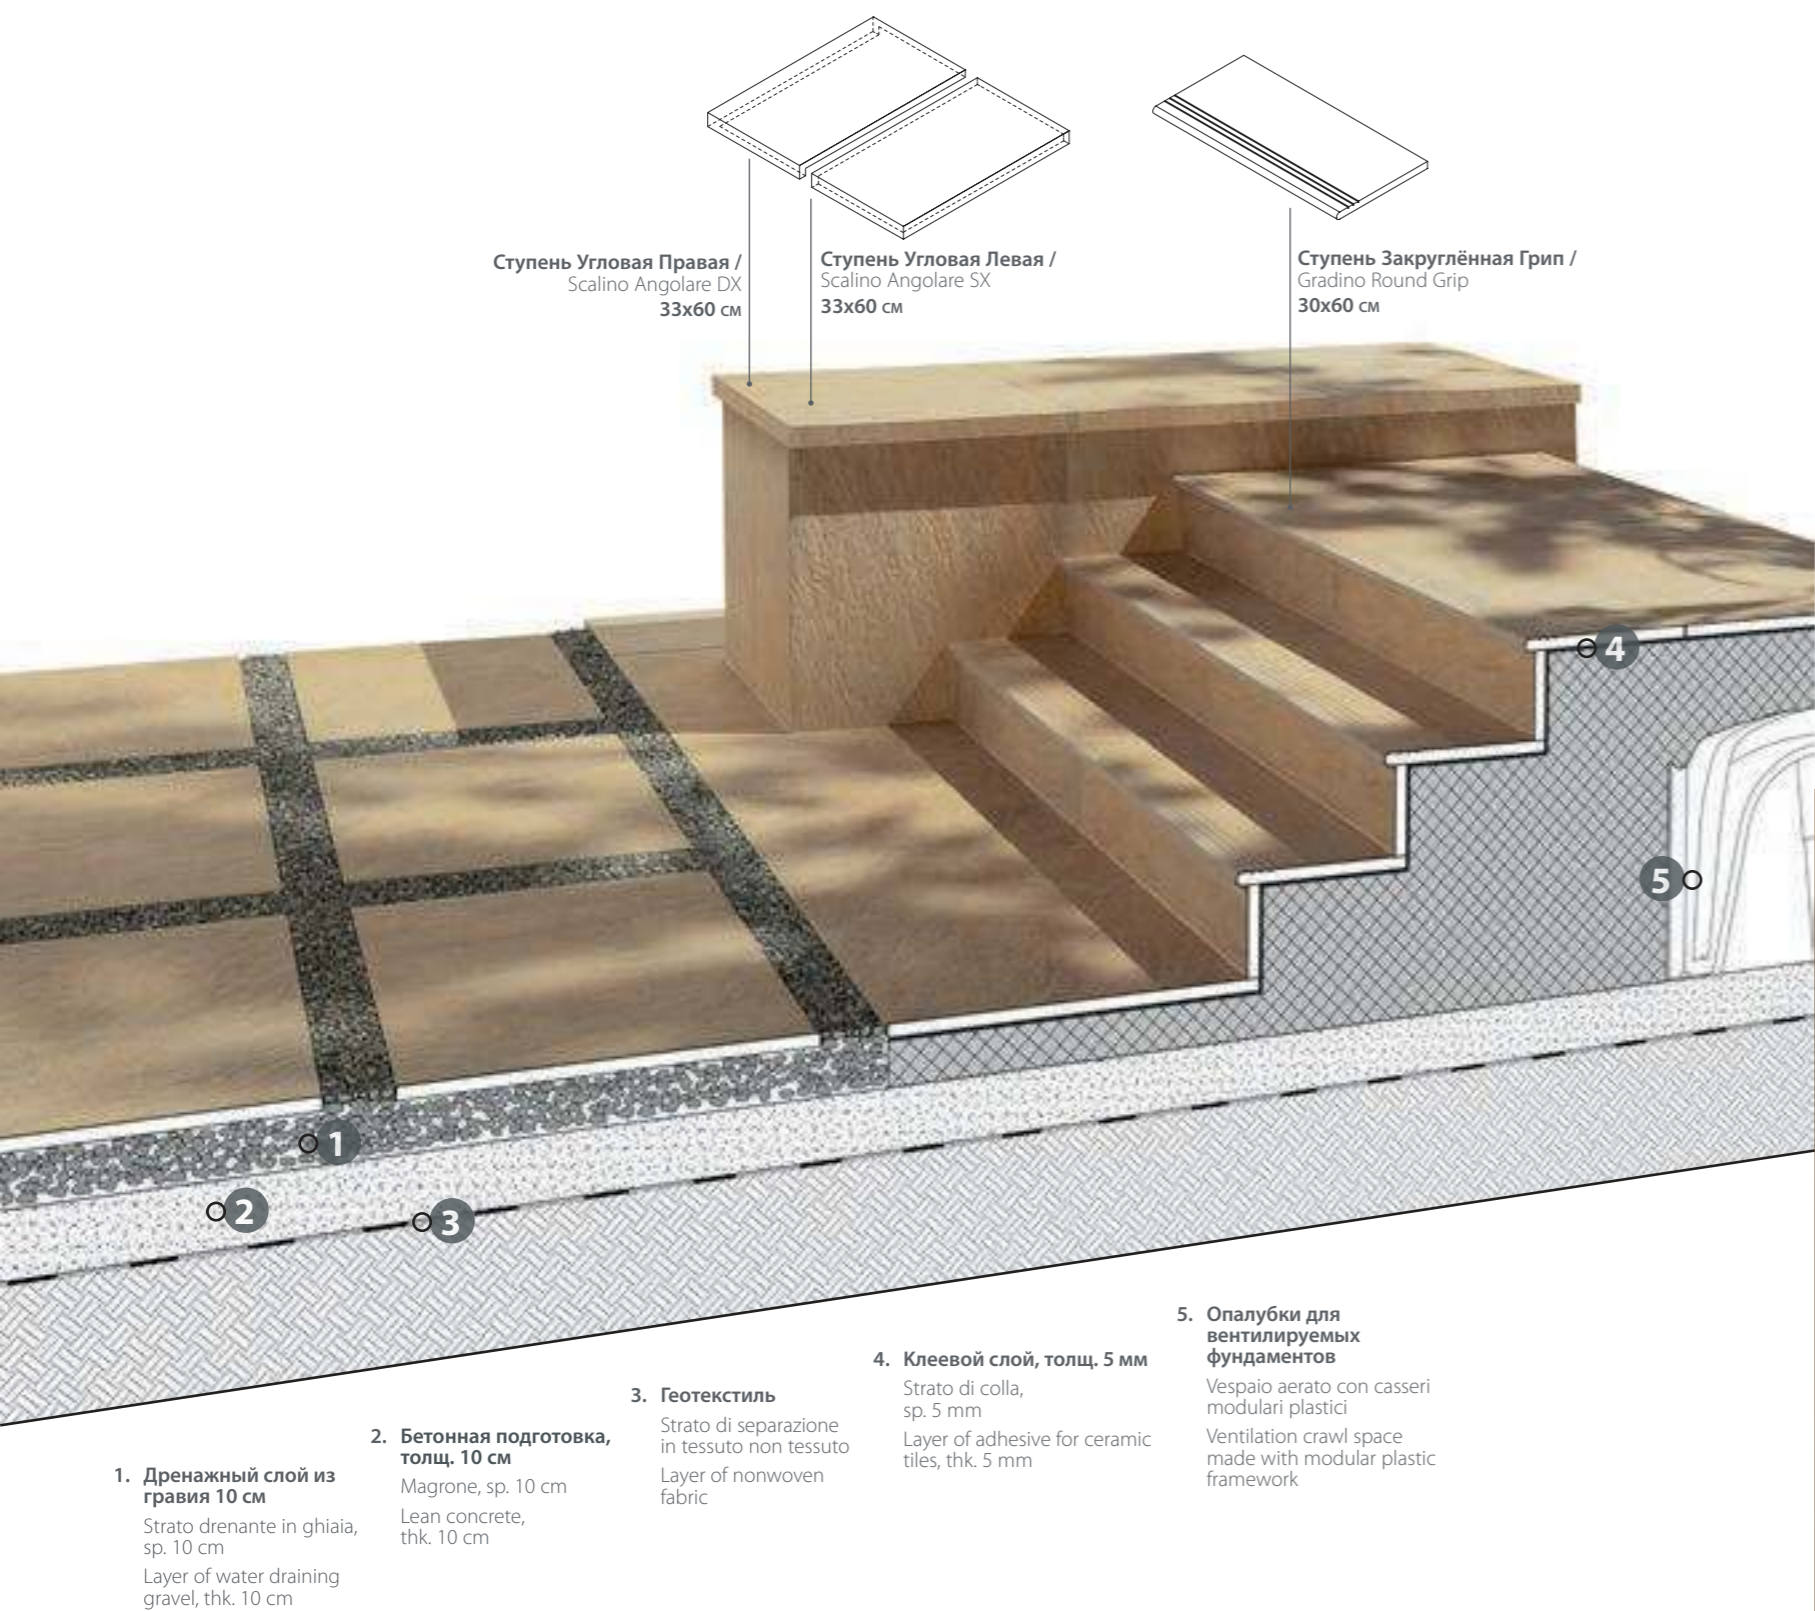 Ступень Угловая Правая /
Scalino Angolare DX
33x60 см
Ступень Угловая Левая /
Scalino Angolare SX
33x60 см
Ступень Закруглённая Грип /
Gradino Round Grip
30x60 см
4
5
1
2
3
1. Дренажный слой из
гравия 10 см
Strato drenante in ghiaia,
sp. 10 cm
Layer of water draining
gravel, thk. 10 cm
2. Бетонная подготовка,
толщ. 10 см
Magrone, sp. 10 cm
Lean concrete,
thk. 10 cm
3. Геотекстиль
Strato di separazione
in tessuto non tessuto
Layer of nonwoven
fabric
4. Клеевой слой, толщ. 5 мм
Strato di colla,
sp. 5 mm
Layer of adhesive for ceramic
tiles, thk. 5 mm
5. Опалубки для
вентилируемых
фундаментов
Vespaio aerato con casseri
modulari plastici
Ventilation crawl space
made with modular plastic
framework